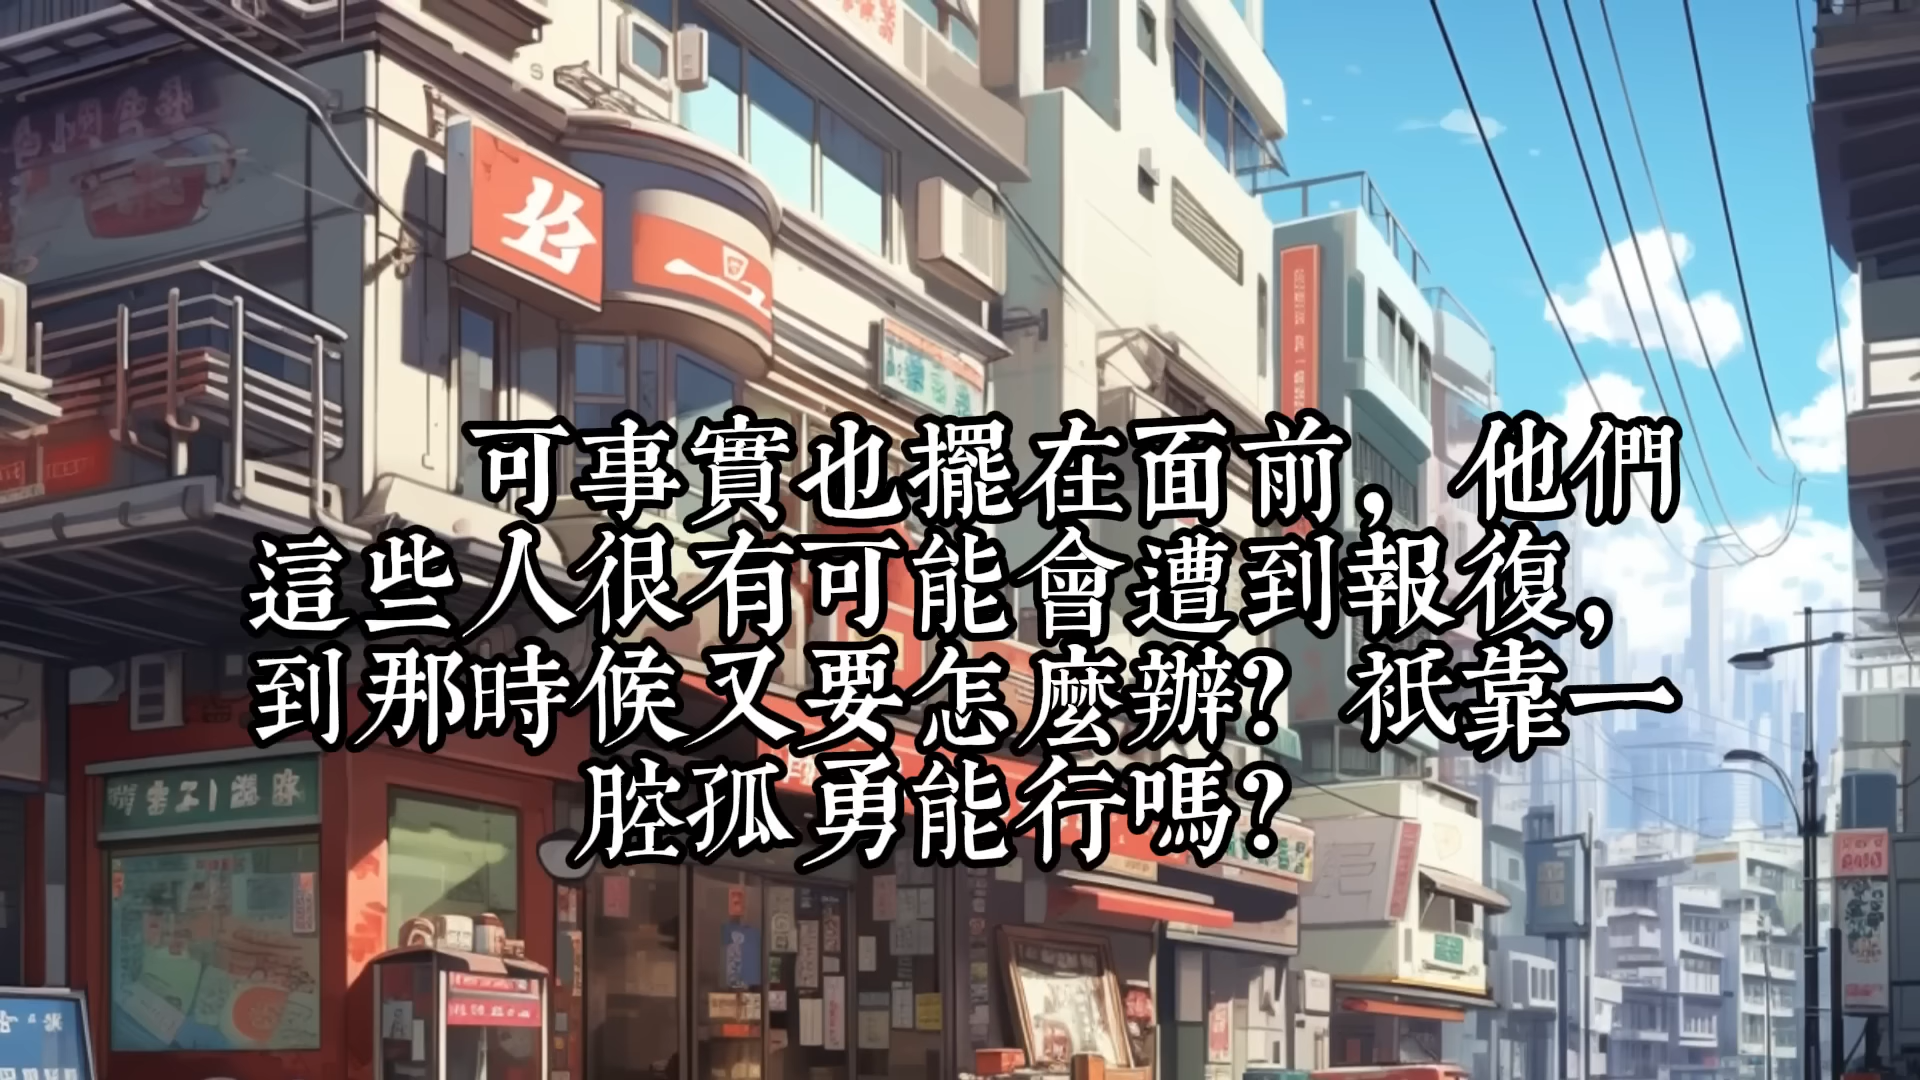 可事實也擺在面前，他們
這些人很有可能會遭到報復，
到那時候又要怎麼辦？祇靠一
腔孤勇能行嗎？